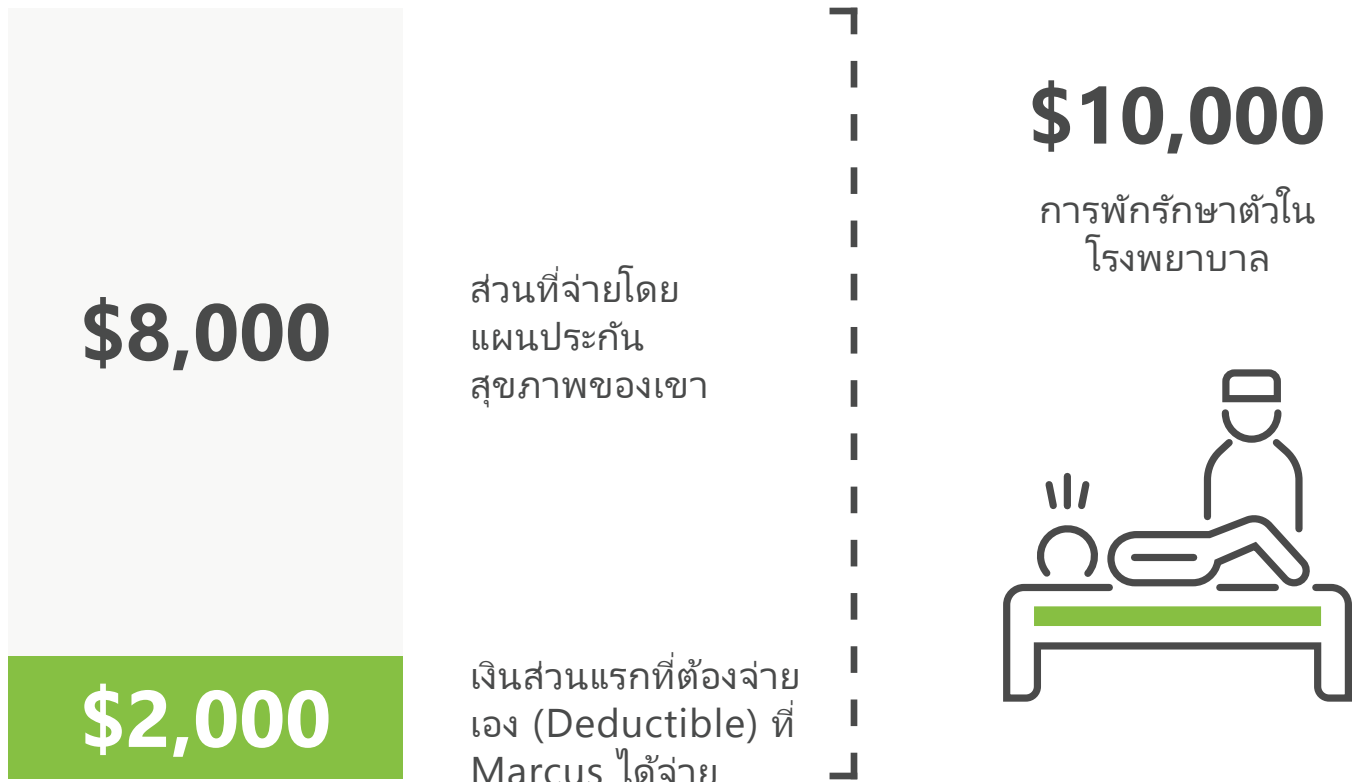 $8,000
ส่วนที่จ่ายโดย
แผนประกัน
สุขภาพของเขา
$2,000
เงินส่วนแรกที่ต้องจ่าย
เอง (Deductible) ที่
Marcus ได้จ่าย
$10,000
การพักรักษาตัวใน
โรงพยาบาล